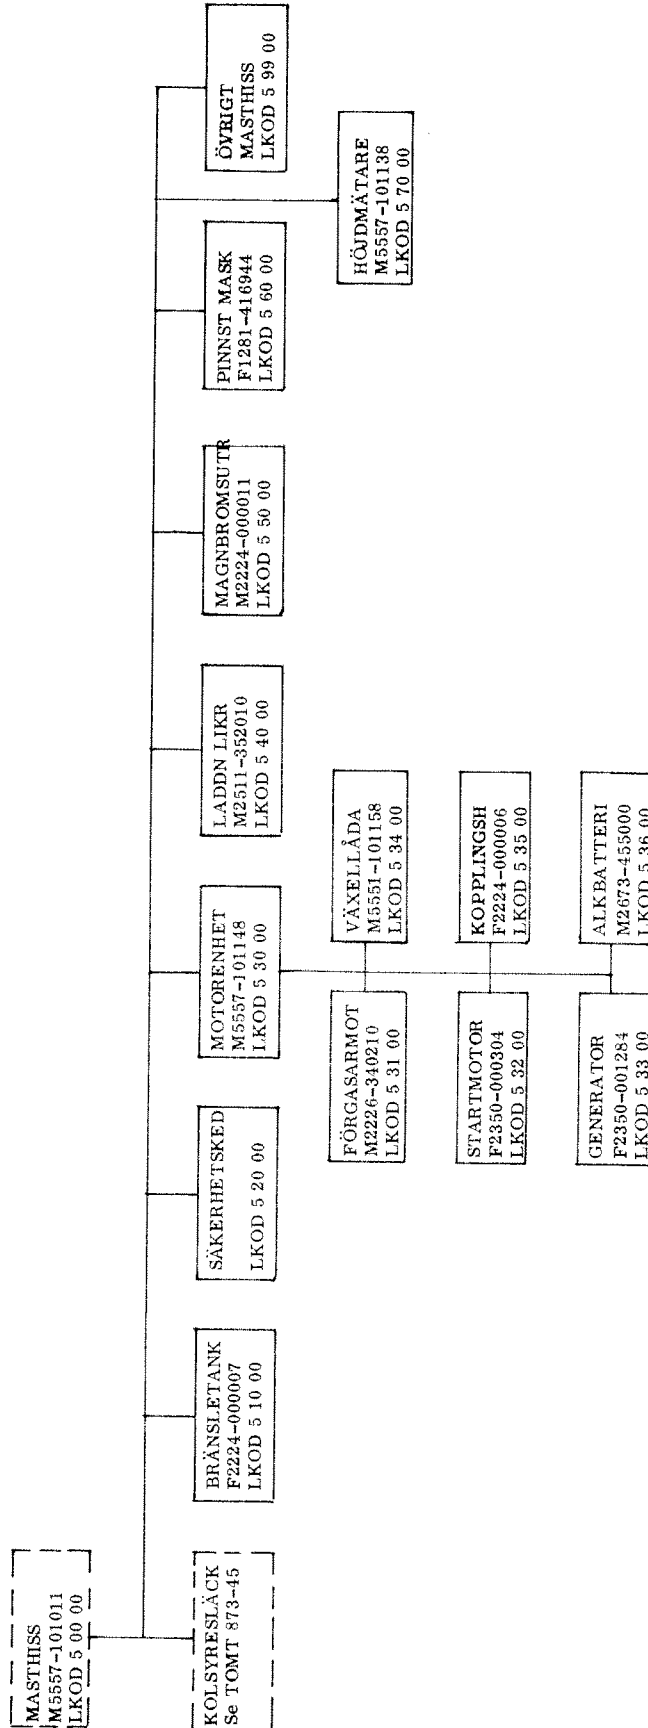 MASTHISS
M5557-101011
LKOD 5 00 00
KOLSYRESLÄCK
Se TOMT 873-45
BRÄNSLETANK
F2224-000007
LKOD 5 10 00
SÄKERHETSKED
LKOD 5 20 00
MOTORENHET
M5557-101148
LKOD 5 30 00
LADDN LIKR
M2511-352010
LKOD 5 40 00
MAGNBROMSUTR
M2224-000011
LKOD 5 50 00
PINNST MASK
F1281-416944
LKOD 5 60 00
ÖVRIGT
MASTHISS
LKOD 5 99 00
HÖJDMÄTARE
M5557-101138
LKOD 5 70 00
FÖRGASARMOT
M2226-340210
LKOD 5 31 00
VÄXELLÅDA
M5551-101158
LKOD 5 34 00
STARTMOTOR
F2350-000304
LKOD 5 32 00
KOPPLINGSH
F2224-000006
LKOD 5 35 00
GENERATOR
F2350-001284
LKOD 5 33 00
ALKBATTERI
M2673-455000
LKOD 5 36 00